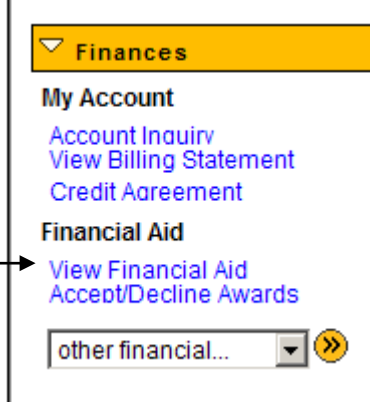 Finances
My Account
Account Inquiry
View Billing Statement
Credit Agreement
Financial Aid
View Financial Aid
Accept/Decline Awards
other financial...